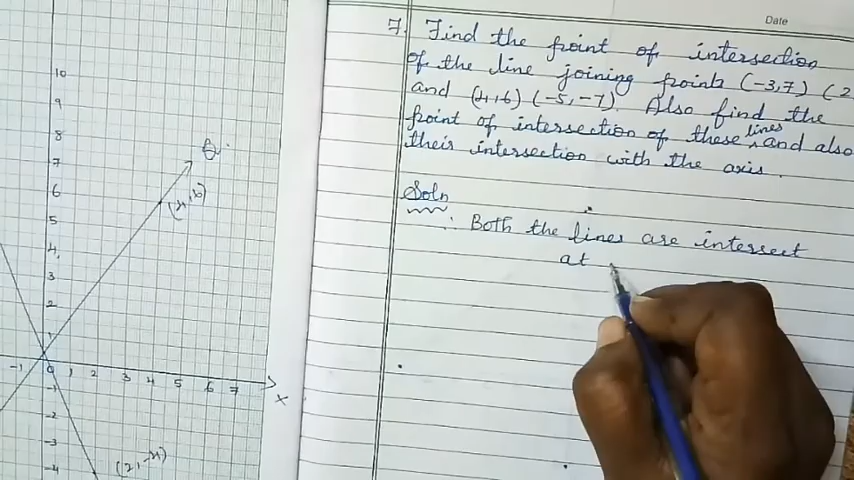 Date
7. Find the point of intersection
of the line joining points (-3,7) (2
and (4,6) (-5,-7). Also find the
point of intersection of these lines and also
their intersection with the axis.
Soln
: Both the lines are intersect
at
10
9
8
7
6
5
4
3
2
1
-1 0 1 2 3 4 5 6 7
X
-1
-2
-3
-4
Q
(4,6)
(2,-4)